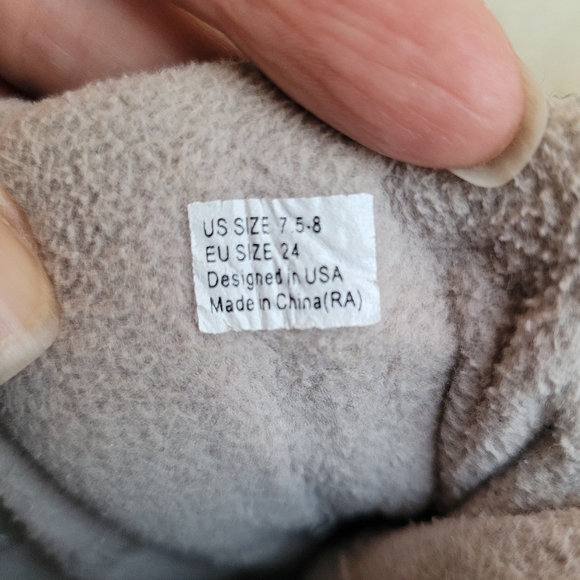 US SIZE 7.5-8
EU SIZE 24
Designed in USA
Made in China(RA)